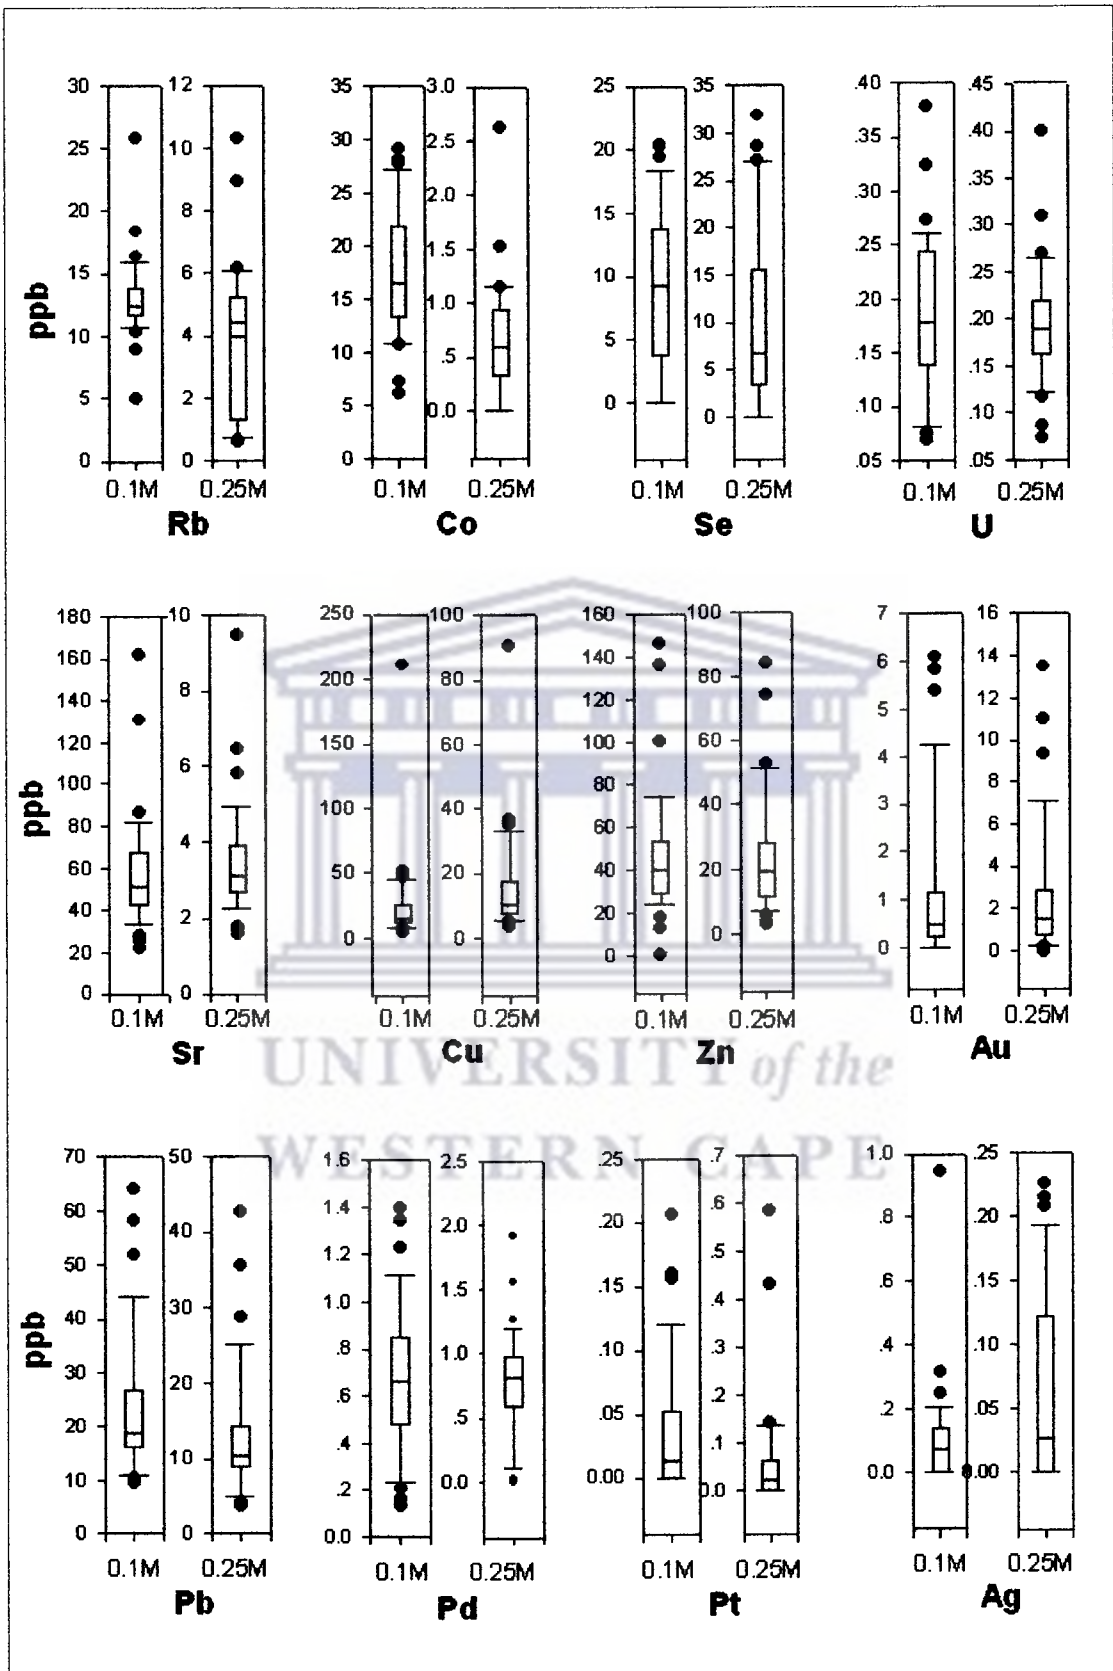 30 12 35 3.0 25 35 .40 .45
25 10 30 2.5 20 30 .35 .40
20 8 25 2.0 15 25 .30 .35
15 6 20 1.5 10 20 .25 .30
10 4 15 1.0 5 15 .20 .25
5 2 10 .5 0 10 .15 .20
0 0 5 0.0 5 .10 .15
0 0 .05 .10
.05
ppb
0.1M 0.25M 0.1M 0.25M 0.1M 0.25M 0.1M 0.25M
Rb Co Se U
180 10 250 100 160 100 7 16
160 8 200 80 140 80 6 14
140 6 150 60 120 60 5 12
120 4 100 40 100 40 4 10
100 2 50 20 80 20 3 8
80 0 0 0 60 0 2 6
60 40 1 4
40 20 0 2
20 0 0
0
ppb
0.1M 0.25M 0.1M 0.25M 0.1M 0.25M 0.1M 0.25M
Sr Cu Zn Au
UNIVERSITY of the
WESTERN CAPE
70 50 1.6 2.5 .25 .7 1.0 .25
60 40 1.4 2.0 .20 .6 .8 .20
50 30 1.2 1.5 .15 .5 .6 .15
40 20 1.0 1.0 .10 .4 .4 .10
30 10 .8 .5 .05 .3 .2 .05
20 0 .6 0.0 0.00 .2 0.0 0.00
10 .4 .1
0 .2 0.0
0.0
ppb
0.1M 0.25M 0.1M 0.25M 0.1M 0.25M 0.1M 0.25M
Pb Pd Pt Ag